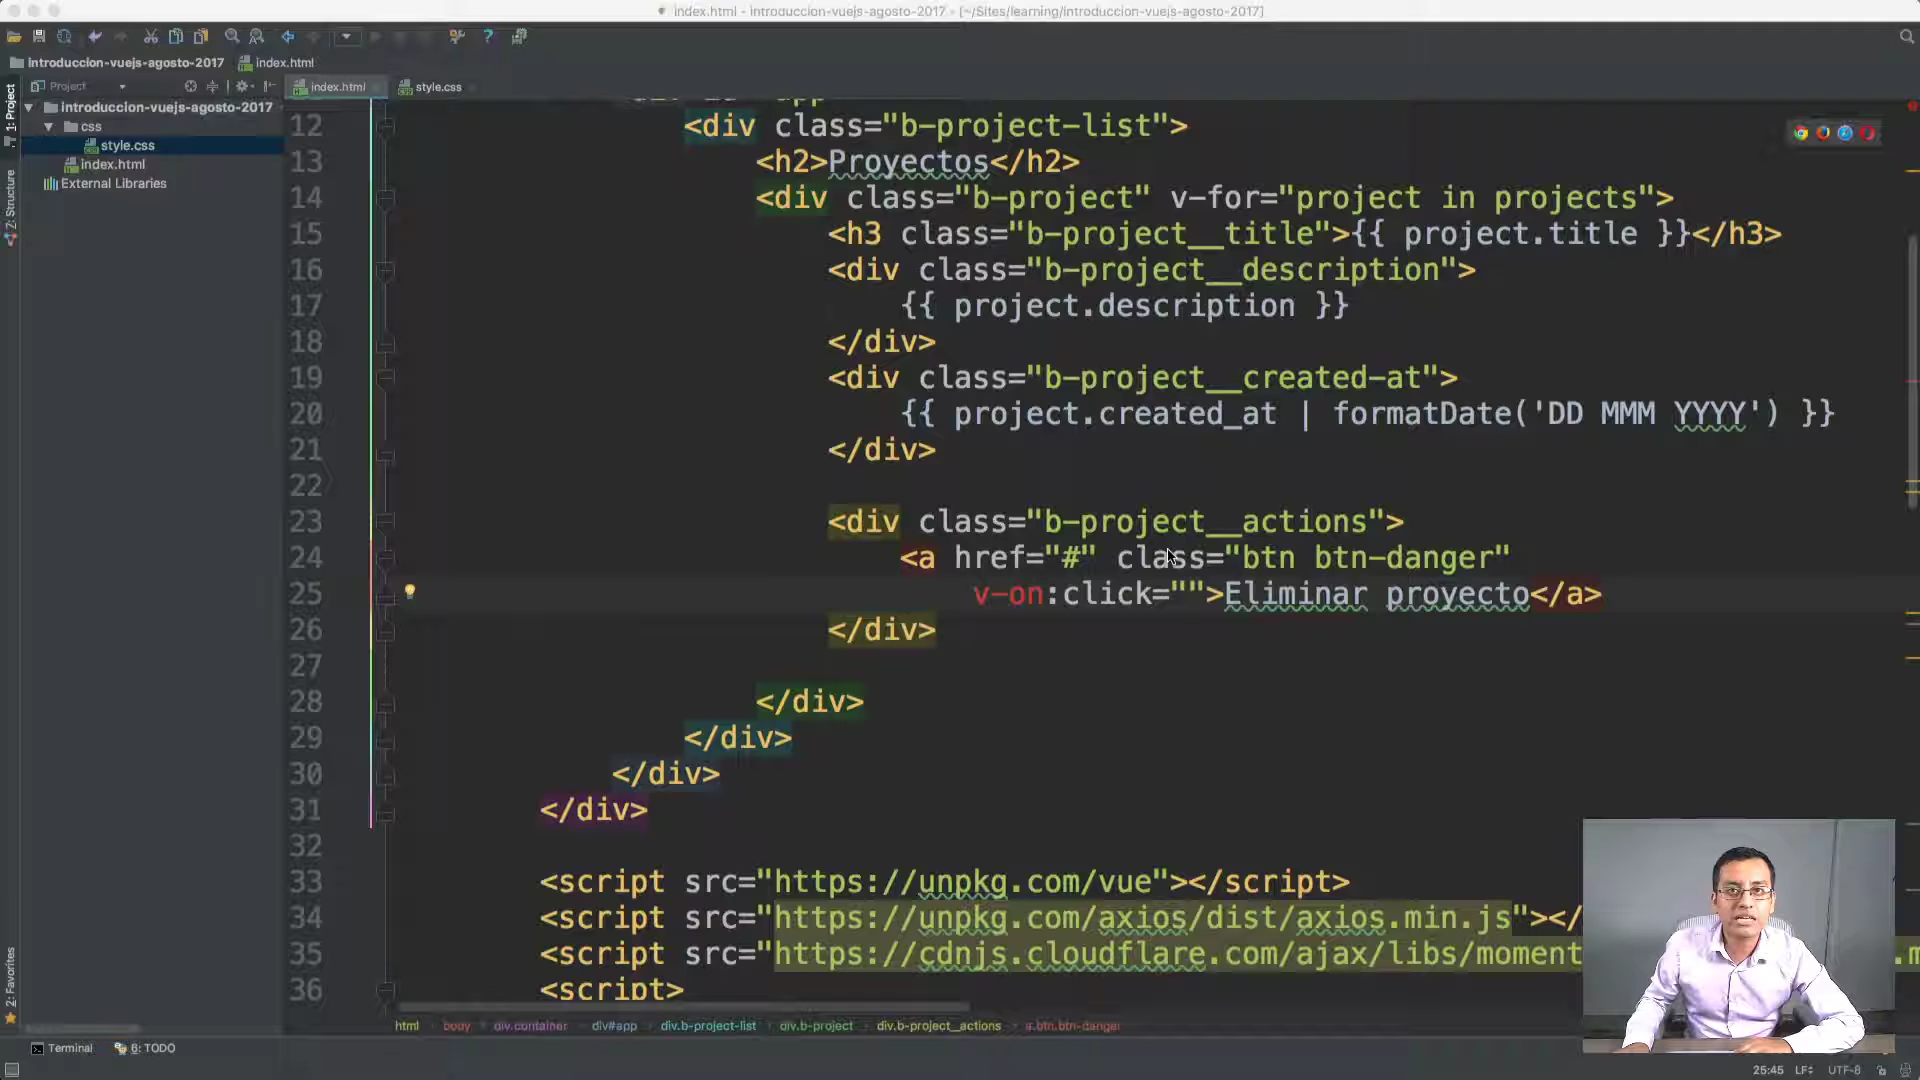 index.html - introduccion-vuejs-agosto-2017 - [~/Sites/learning/introduccion-vuejs-agosto-2017]
introduccion-vuejs-agosto-2017 index.html
Project index.html style.css
1: Project
Z: Structure
2: Favorites
introduccion-vuejs-agosto-2017
css
style.css
index.html
External Libraries
12 <div class="b-project-list">
13 <h2>Proyectos</h2>
14 <div class="b-project" v-for="project in projects">
15 <h3 class="b-project__title">{{ project.title }}</h3>
16 <div class="b-project__description">
17 {{ project.description }}
18 </div>
19 <div class="b-project__created-at">
20 {{ project.created_at | formatDate('DD MMM YYYY') }}
21 </div>
22
23 <div class="b-project__actions">
24 <a href="#" class="btn btn-danger"
25 v-on:click="">Eliminar proyecto</a>
26 </div>
27
28 </div>
29 </div>
30 </div>
31 </div>
32
33 <script src="https://unpkg.com/vue"></script>
34 <script src="https://unpkg.com/axios/dist/axios.min.js"></
35 <script src="https://cdnjs.cloudflare.com/ajax/libs/moment .m
36 <script>
html body div.container div#app div.b-project-list div.b-project div.b-project__actions a.btn.btn-danger
Terminal 6: TODO
25:45 LF÷ UTF-8